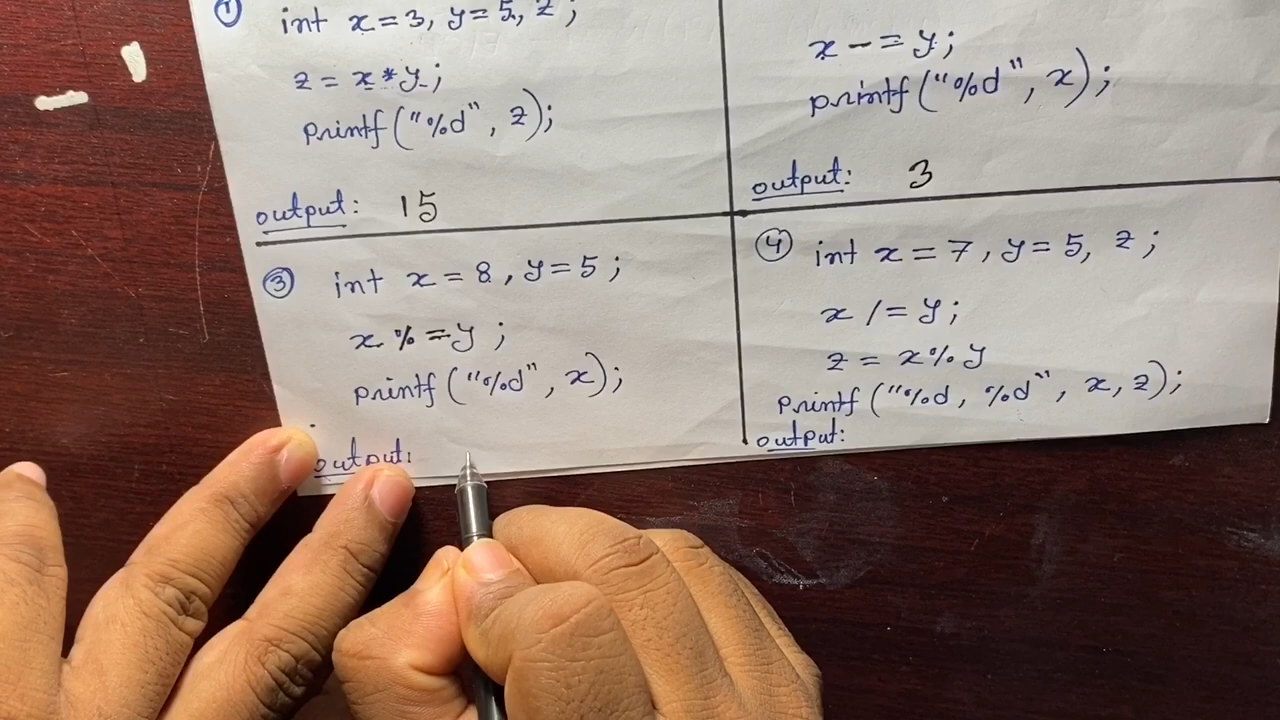 ① int x = 3, y = 5, z ;
z = x * y ;
printf ("%d", z);
output: 15
x - = y ;
printf ("%d", x);
output: 3
③ int x = 8, y = 5 ;
x % = y ;
printf ("%d", x);
output:
④ int x = 7, y = 5, z ;
x / = y ;
z = x % y
printf ("%d, %d", x, z);
output: